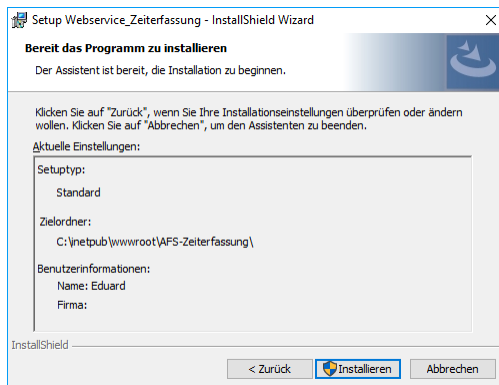 Setup Webservice_Zeiterfassung - InstallShield Wizard
Bereit das Programm zu installieren
Der Assistent ist bereit, die Installation zu beginnen.
Klicken Sie auf "Zurück", wenn Sie Ihre Installationseinstellungen überprüfen oder ändern
wollen. Klicken Sie auf "Abbrechen", um den Assistenten zu beenden.
Aktuelle Einstellungen:
Setuptyp:
Standard
Zielordner:
C:\inetpub\wwwroot\AFS-Zeiterfassung\
Benutzerinformationen:
Name: Eduard
Firma:
InstallShield
< Zurück
Installieren
Abbrechen